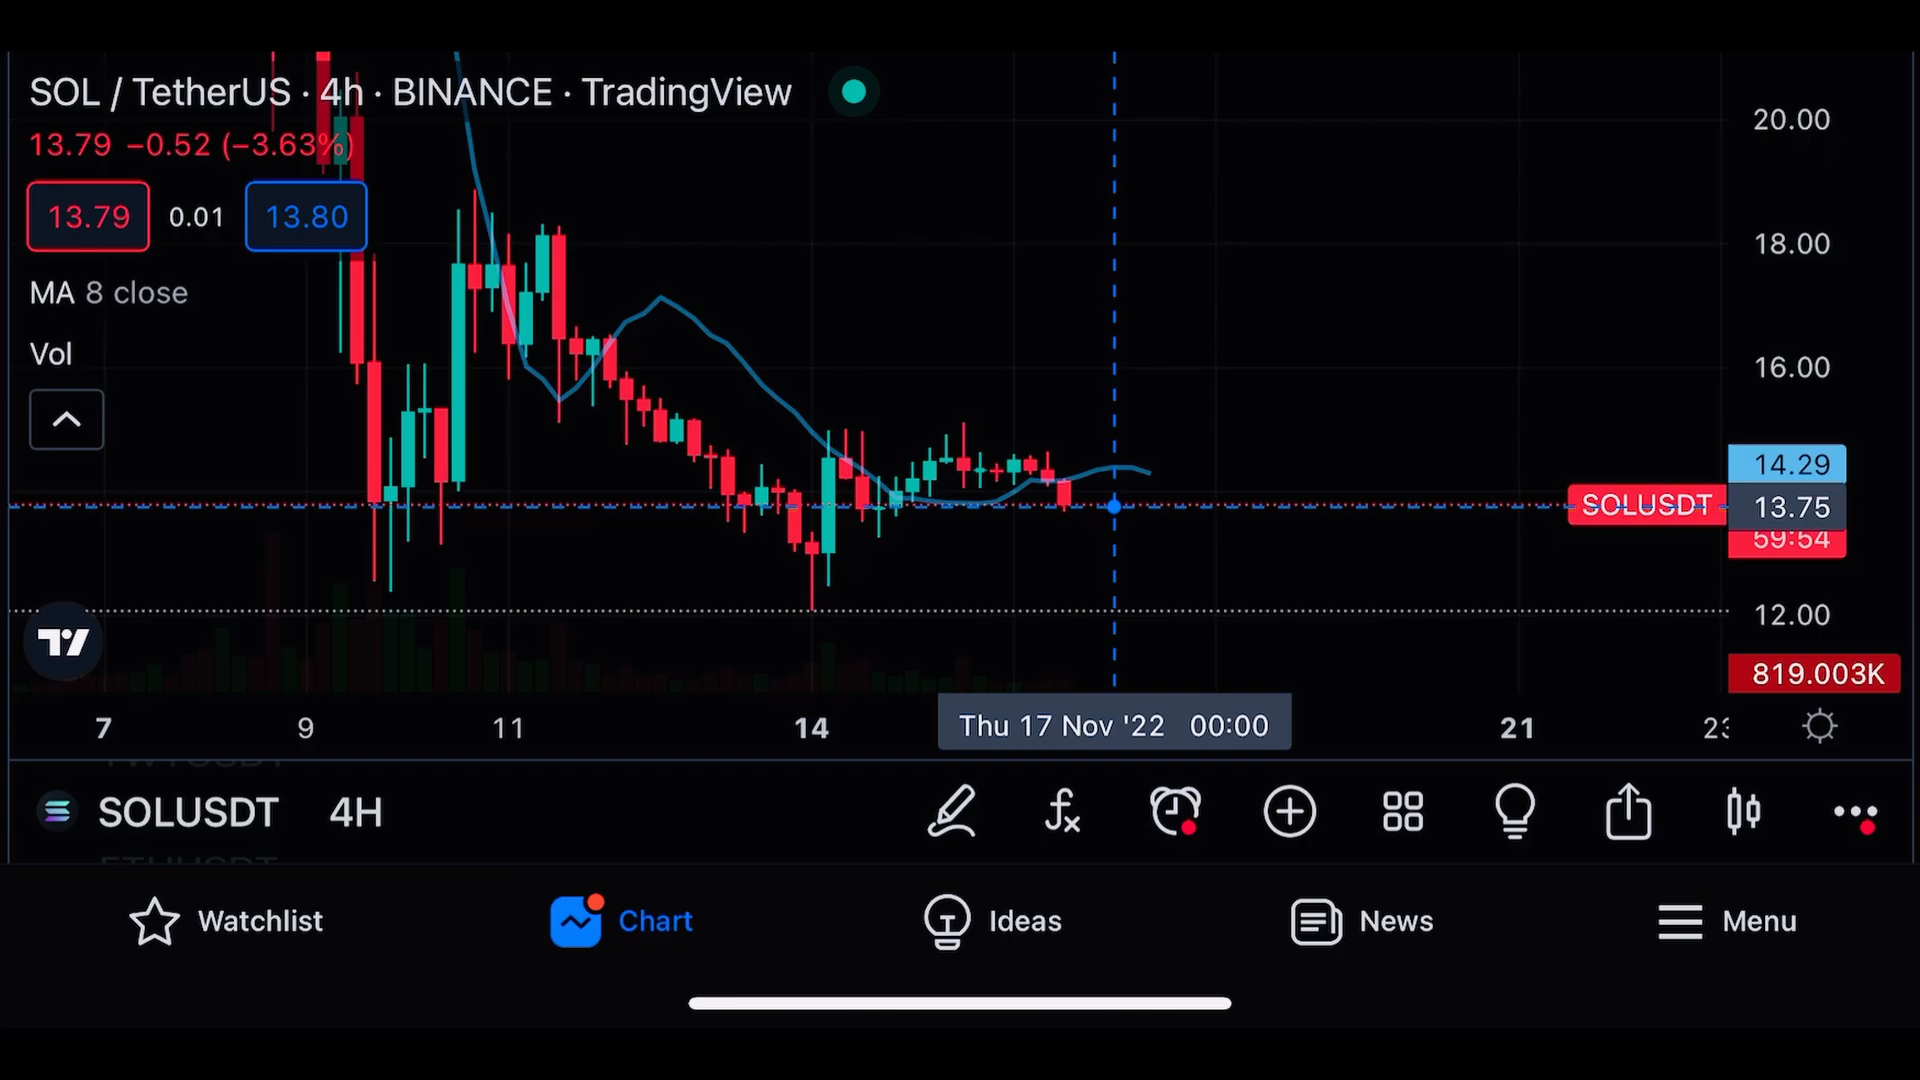 SOL / TetherUS · 4h · BINANCE · TradingView
13.79 −0.52 (−3.63%)
13.79 0.01 13.80
MA 8 close
Vol
20.00
18.00
16.00
14.29
SOLUSDT 13.75
59:54
12.00
819.003K
7 9 11 14 Thu 17 Nov '22 00:00 21
SOLUSDT 4H
Watchlist Chart Ideas News Menu